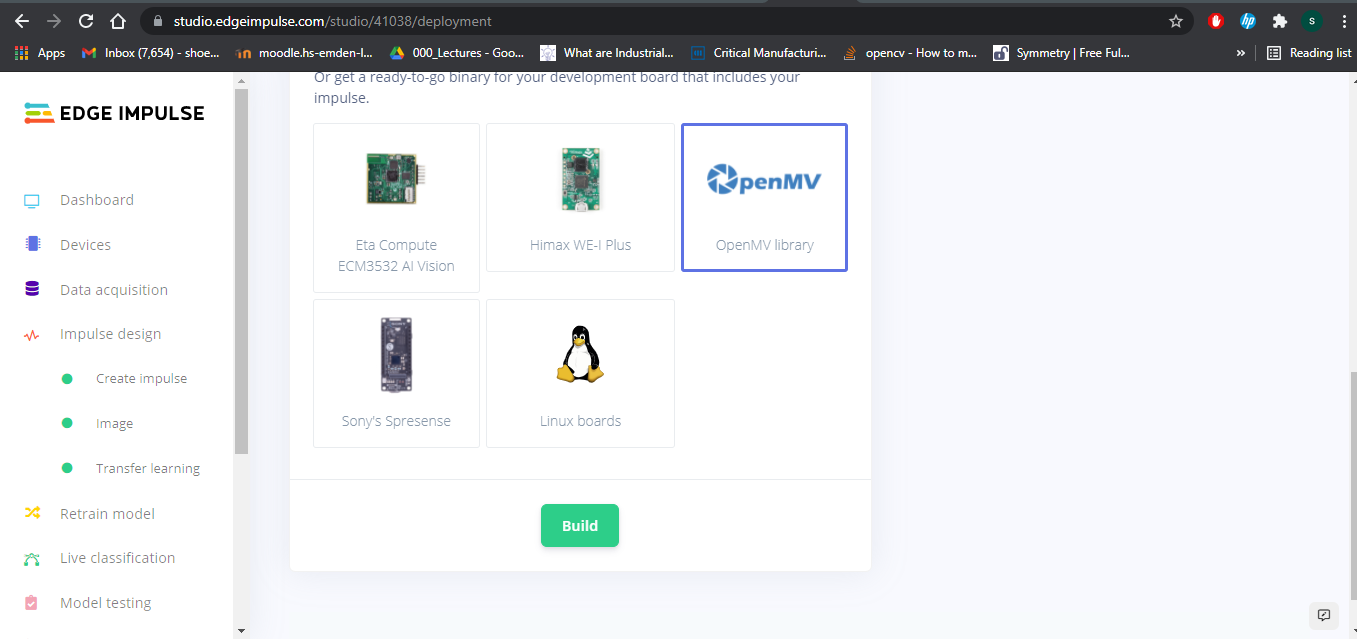 studio.edgeimpulse.com/studio/41038/deployment
S
Apps
Inbox (7,654) - shoe...
moodle.hs-emden-l...
000_Lectures - Goo...
What are Industrial...
Critical Manufacturi...
opencv - How to m...
Symmetry | Free Ful...
»
Reading list
EDGE IMPULSE
Dashboard
Devices
Data acquisition
Impulse design
Create impulse
Image
Transfer learning
Retrain model
Live classification
Model testing
Or get a ready-to-go binary for your development board that includes your
impulse.
Eta Compute
ECM3532 AI Vision
Himax WE-I Plus
OpenMV
OpenMV library
Sony's Spresense
Linux boards
Build